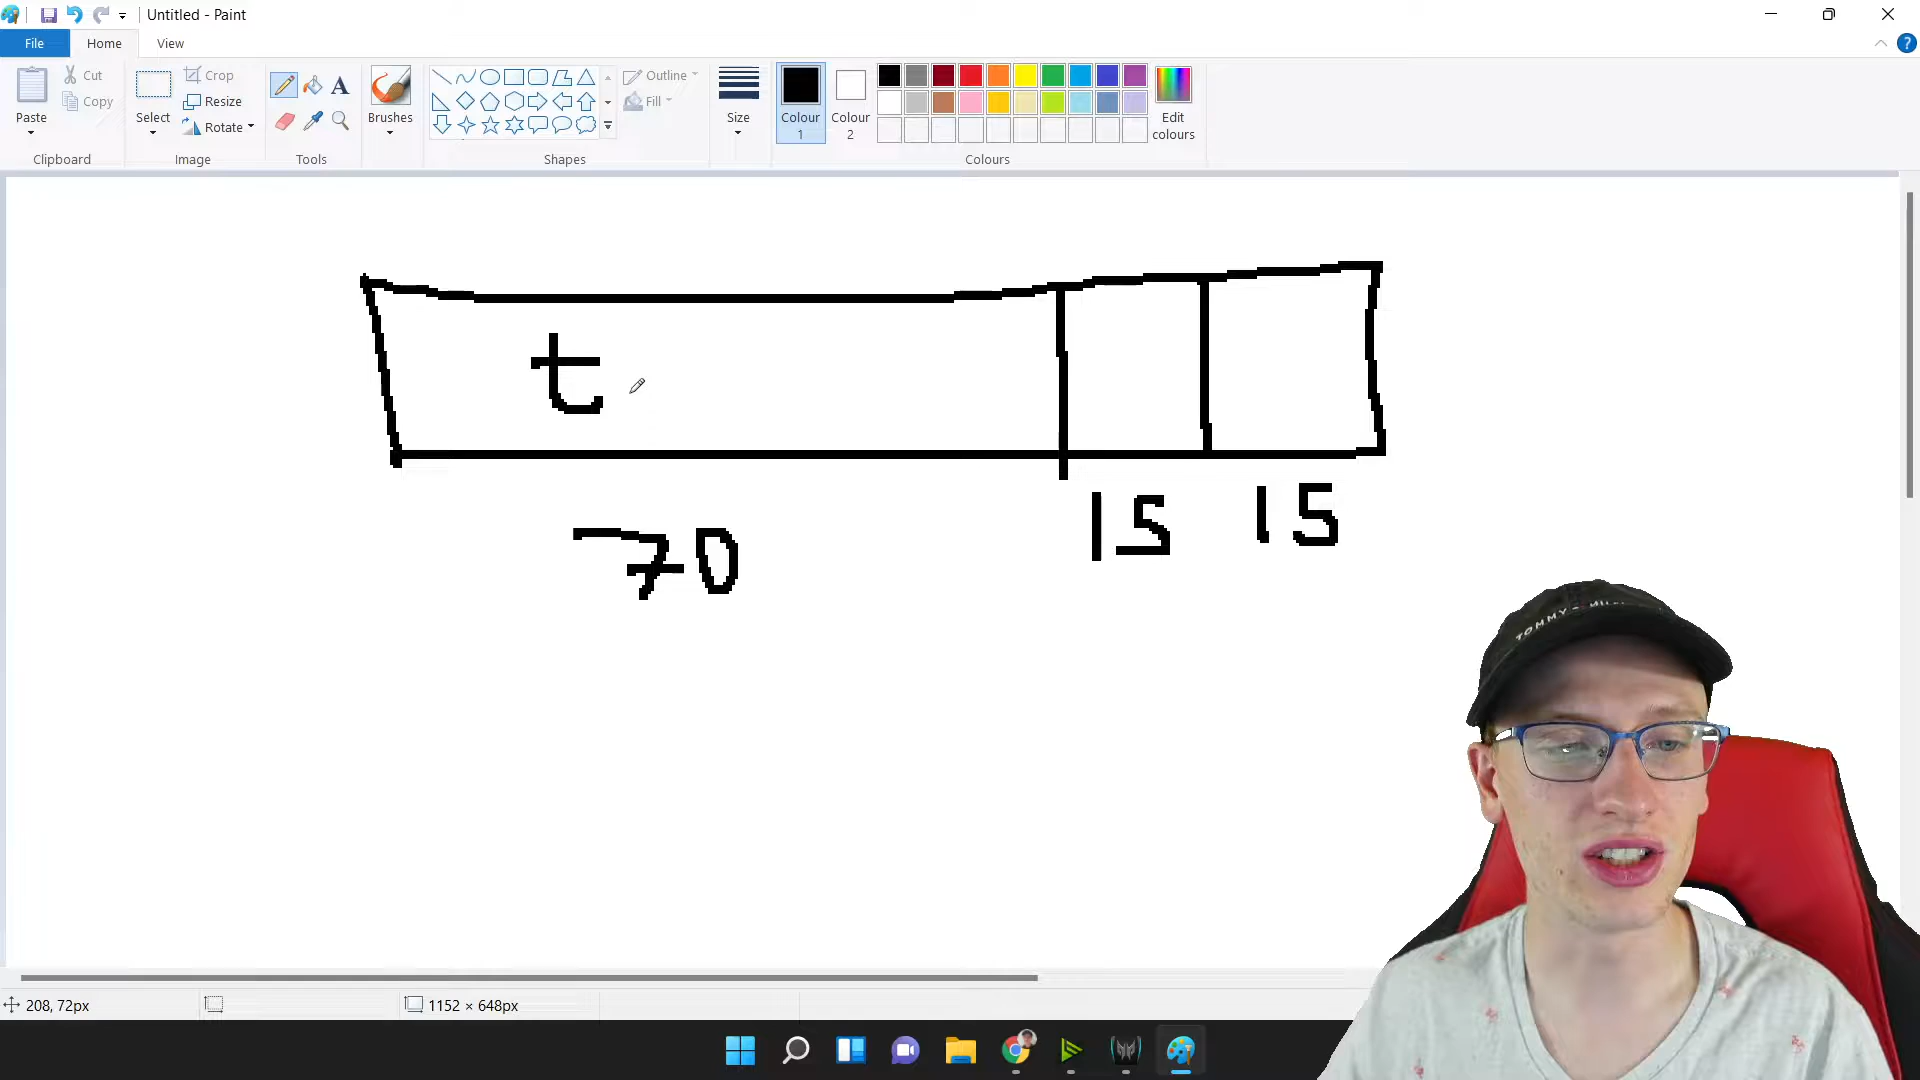 Untitled - Paint
File Home View
Paste
Cut
Copy
Clipboard
Select
Crop
Resize
Rotate
Image
Tools
Brushes
Shapes
Outline
Fill
Size
Colour 1
Colour 2
Edit colours
Colours
t
70 15 15
TOMMY
208, 72px
1152 × 648px